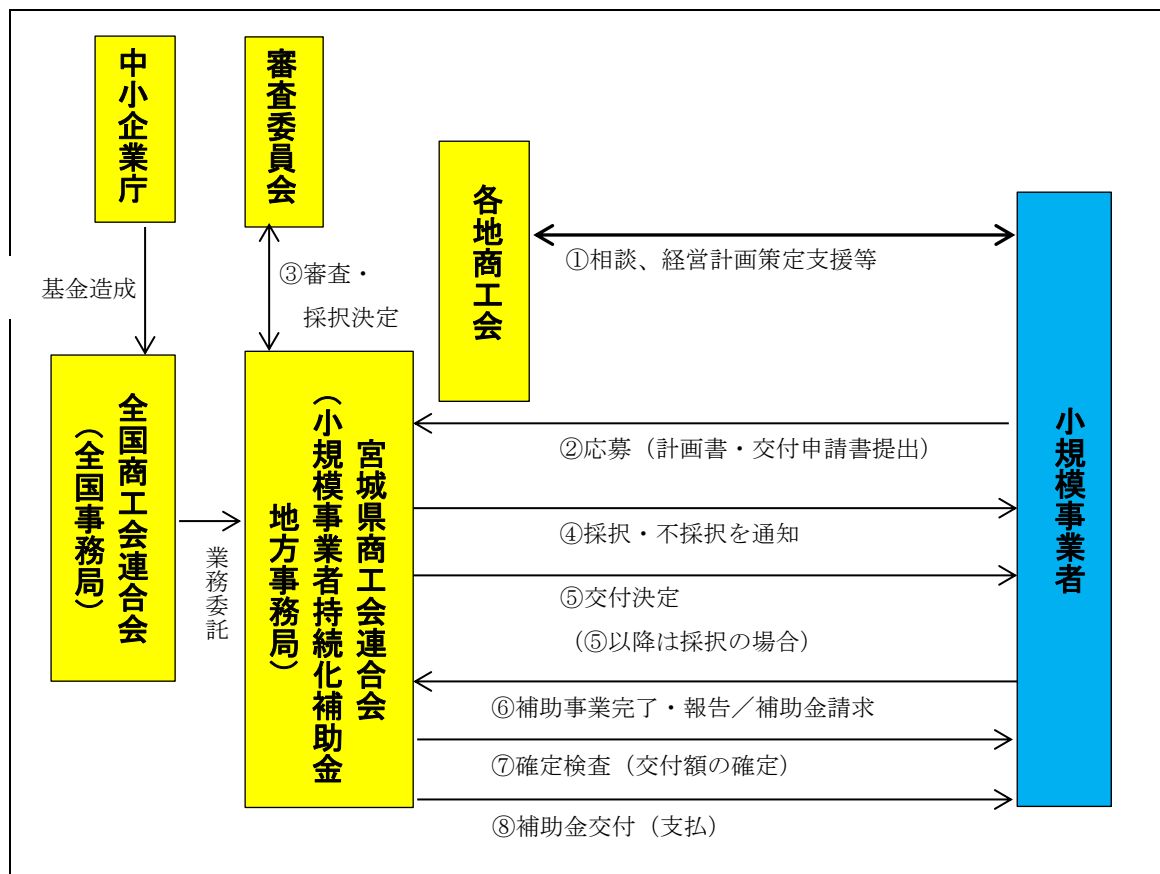 中小企業庁
審査委員会
各地商工会
①相談、経営計画策定支援等
基金造成
③審査・
採択決定
全国商工会連合会
（全国事務局）
業務委託
宮城県商工会連合会
（小規模事業者持続化補助金
地方事務局）
小規模事業者
②応募（計画書・交付申請書提出）
④採択・不採択を通知
⑤交付決定
（⑤以降は採択の場合）
⑥補助事業完了・報告／補助金請求
⑦確定検査（交付額の確定）
⑧補助金交付（支払）